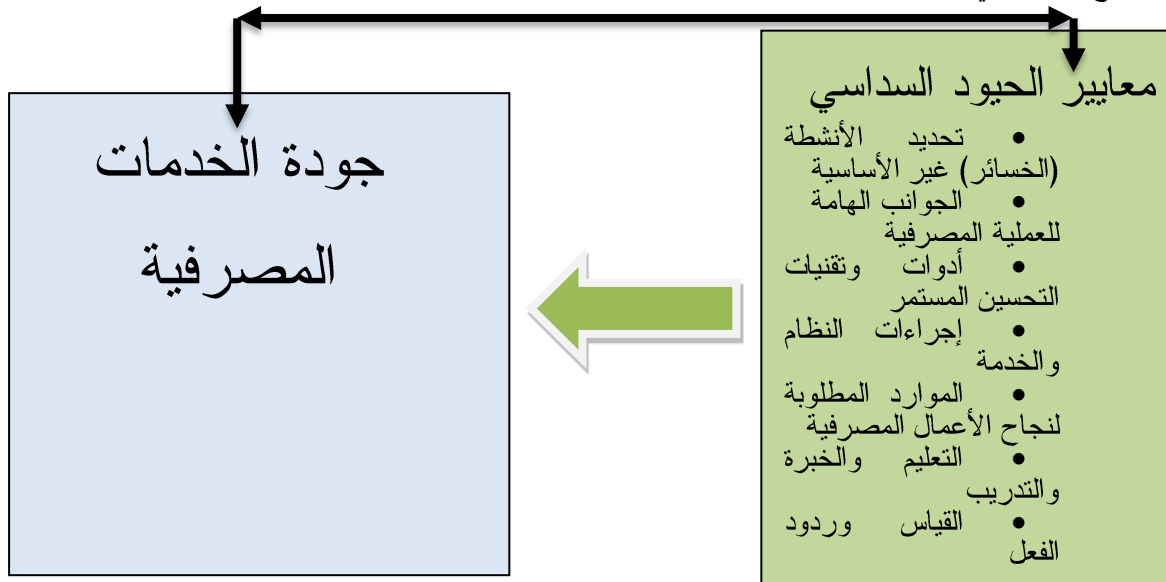 معايير الحيود السداسي
• تحديد الأنشطة
(الخسائر) غير الأساسية
• الجوانب الهامة
للعملية المصرفية
• أدوات وتقنيات
التحسين المستمر
• إجراءات النظام
والخدمة
• الموارد المطلوبة
لنجاح الأعمال المصرفية
• التعليم والخبرة
والتدريب
• القياس وردود
الفعل
جودة الخدمات
المصرفية